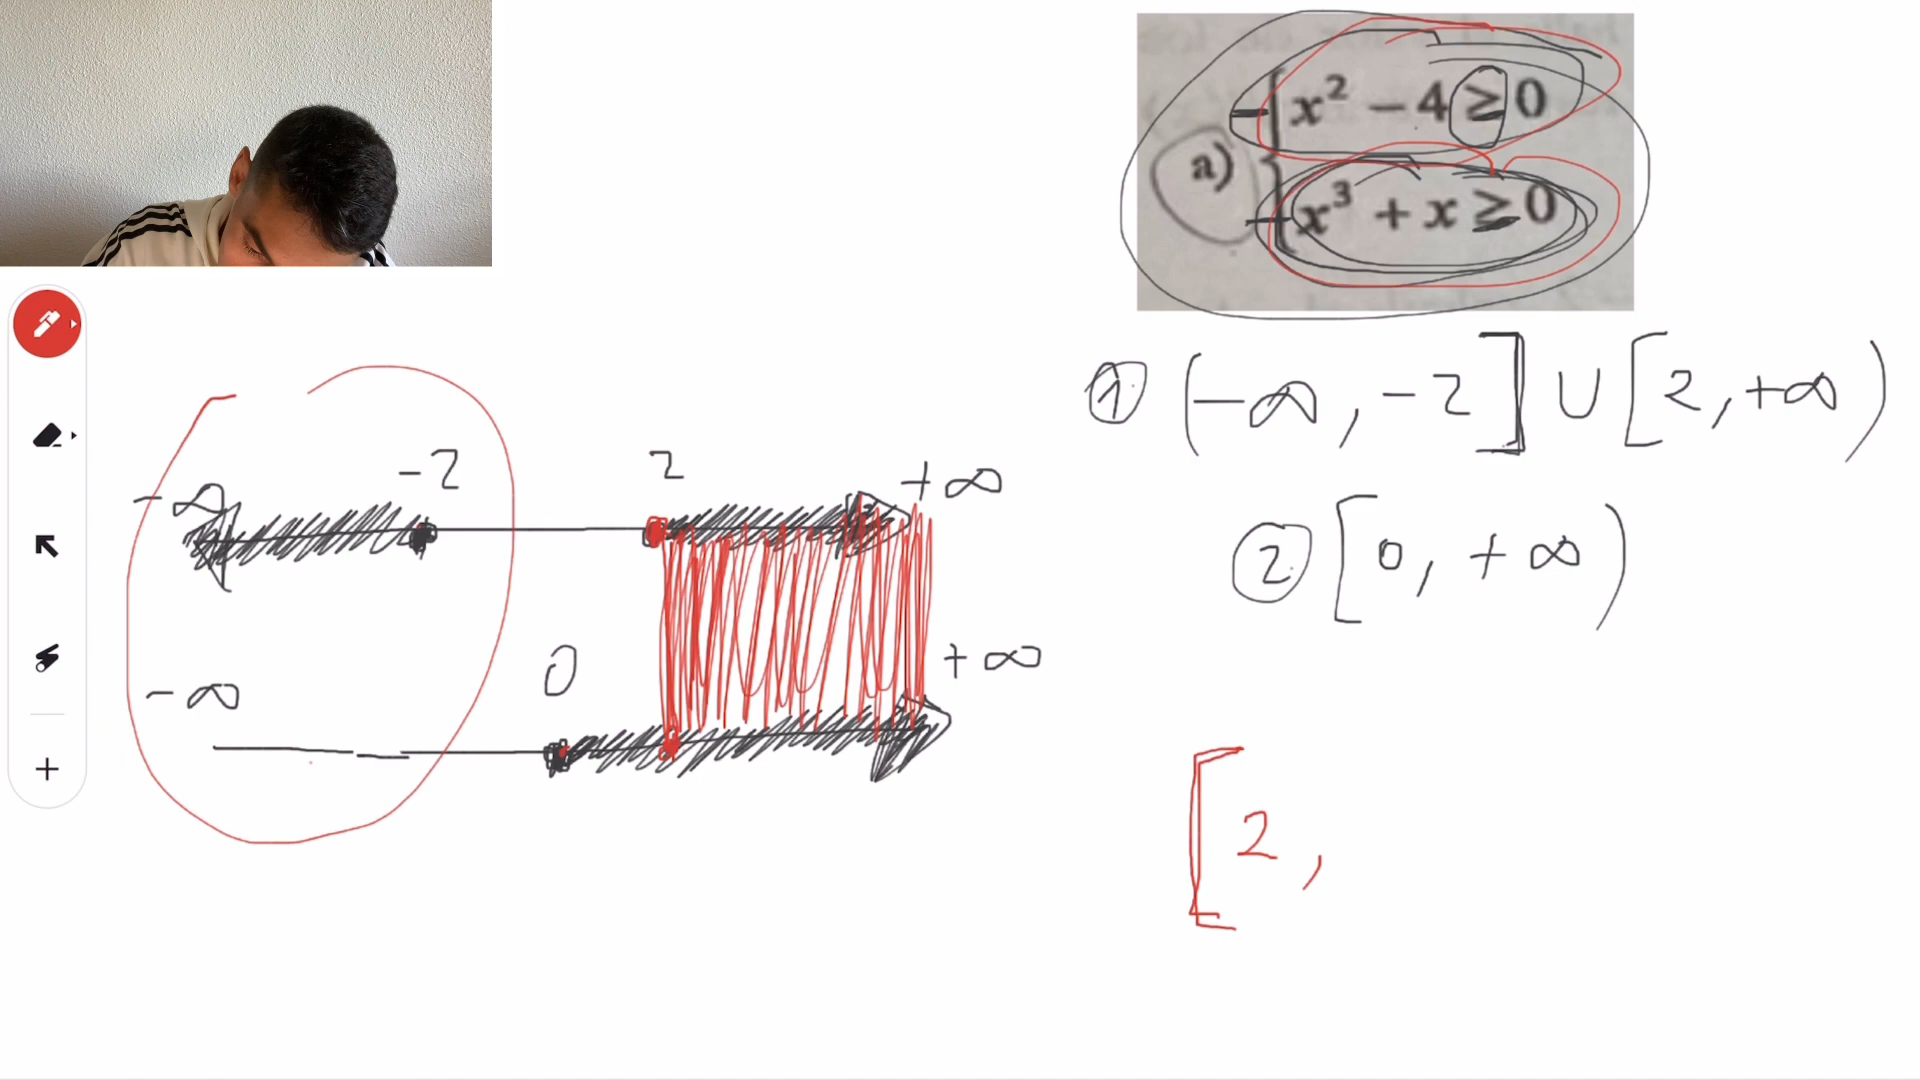 a) { x² − 4 ≥ 0
x³ + x ≥ 0
① (−∞, −2] ∪ [2, +∞)
② [0, +∞)
−∞ −2 2 +∞
−∞ 0 +∞
[2,